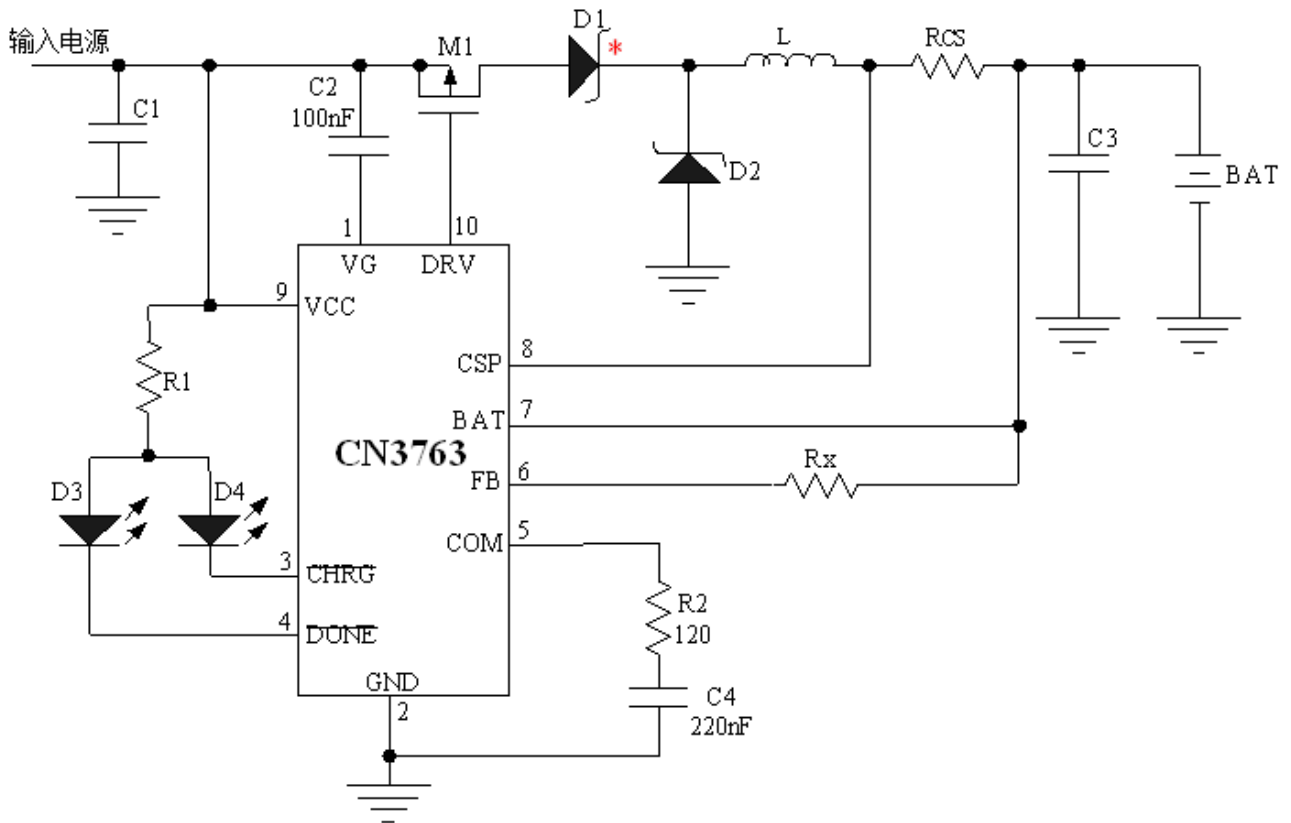 D1
*
输入电源
M1
L
RCS
C2
100nF
C1
D2
C3
BAT
1
10
VG
DRV
9
VCC
8
CSP
R1
7
BAT
CN3763
6
FB
Rx
D3
D4
5
COM
3
CHRG
R2
120
4
DONE
GND
2
C4
220nF